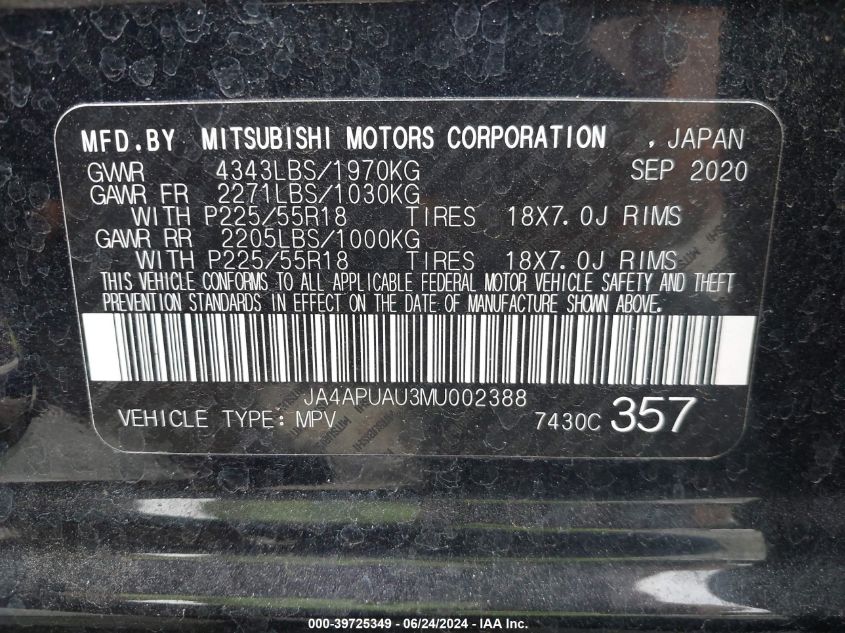 MFD.BY MITSUBISHI MOTORS CORPORATION , JAPAN
GVWR 4343LBS/1970KG SEP 2020
GAWR FR 2271LBS/1030KG
WITH P225/55R18 TIRES 18X7.0J RIMS
GAWR RR 2205LBS/1000KG
WITH P225/55R18 TIRES 18X7.0J RIMS
THIS VEHICLE CONFORMS TO ALL APPLICABLE FEDERAL MOTOR VEHICLE SAFETY AND THEFT
PREVENTION STANDARDS IN EFFECT ON THE DATE OF MANUFACTURE SHOWN ABOVE.
JA4APUAU3MU002388
VEHICLE TYPE: MPV 7430C 357
000-39725349 - 06/24/2024 - IAA Inc.